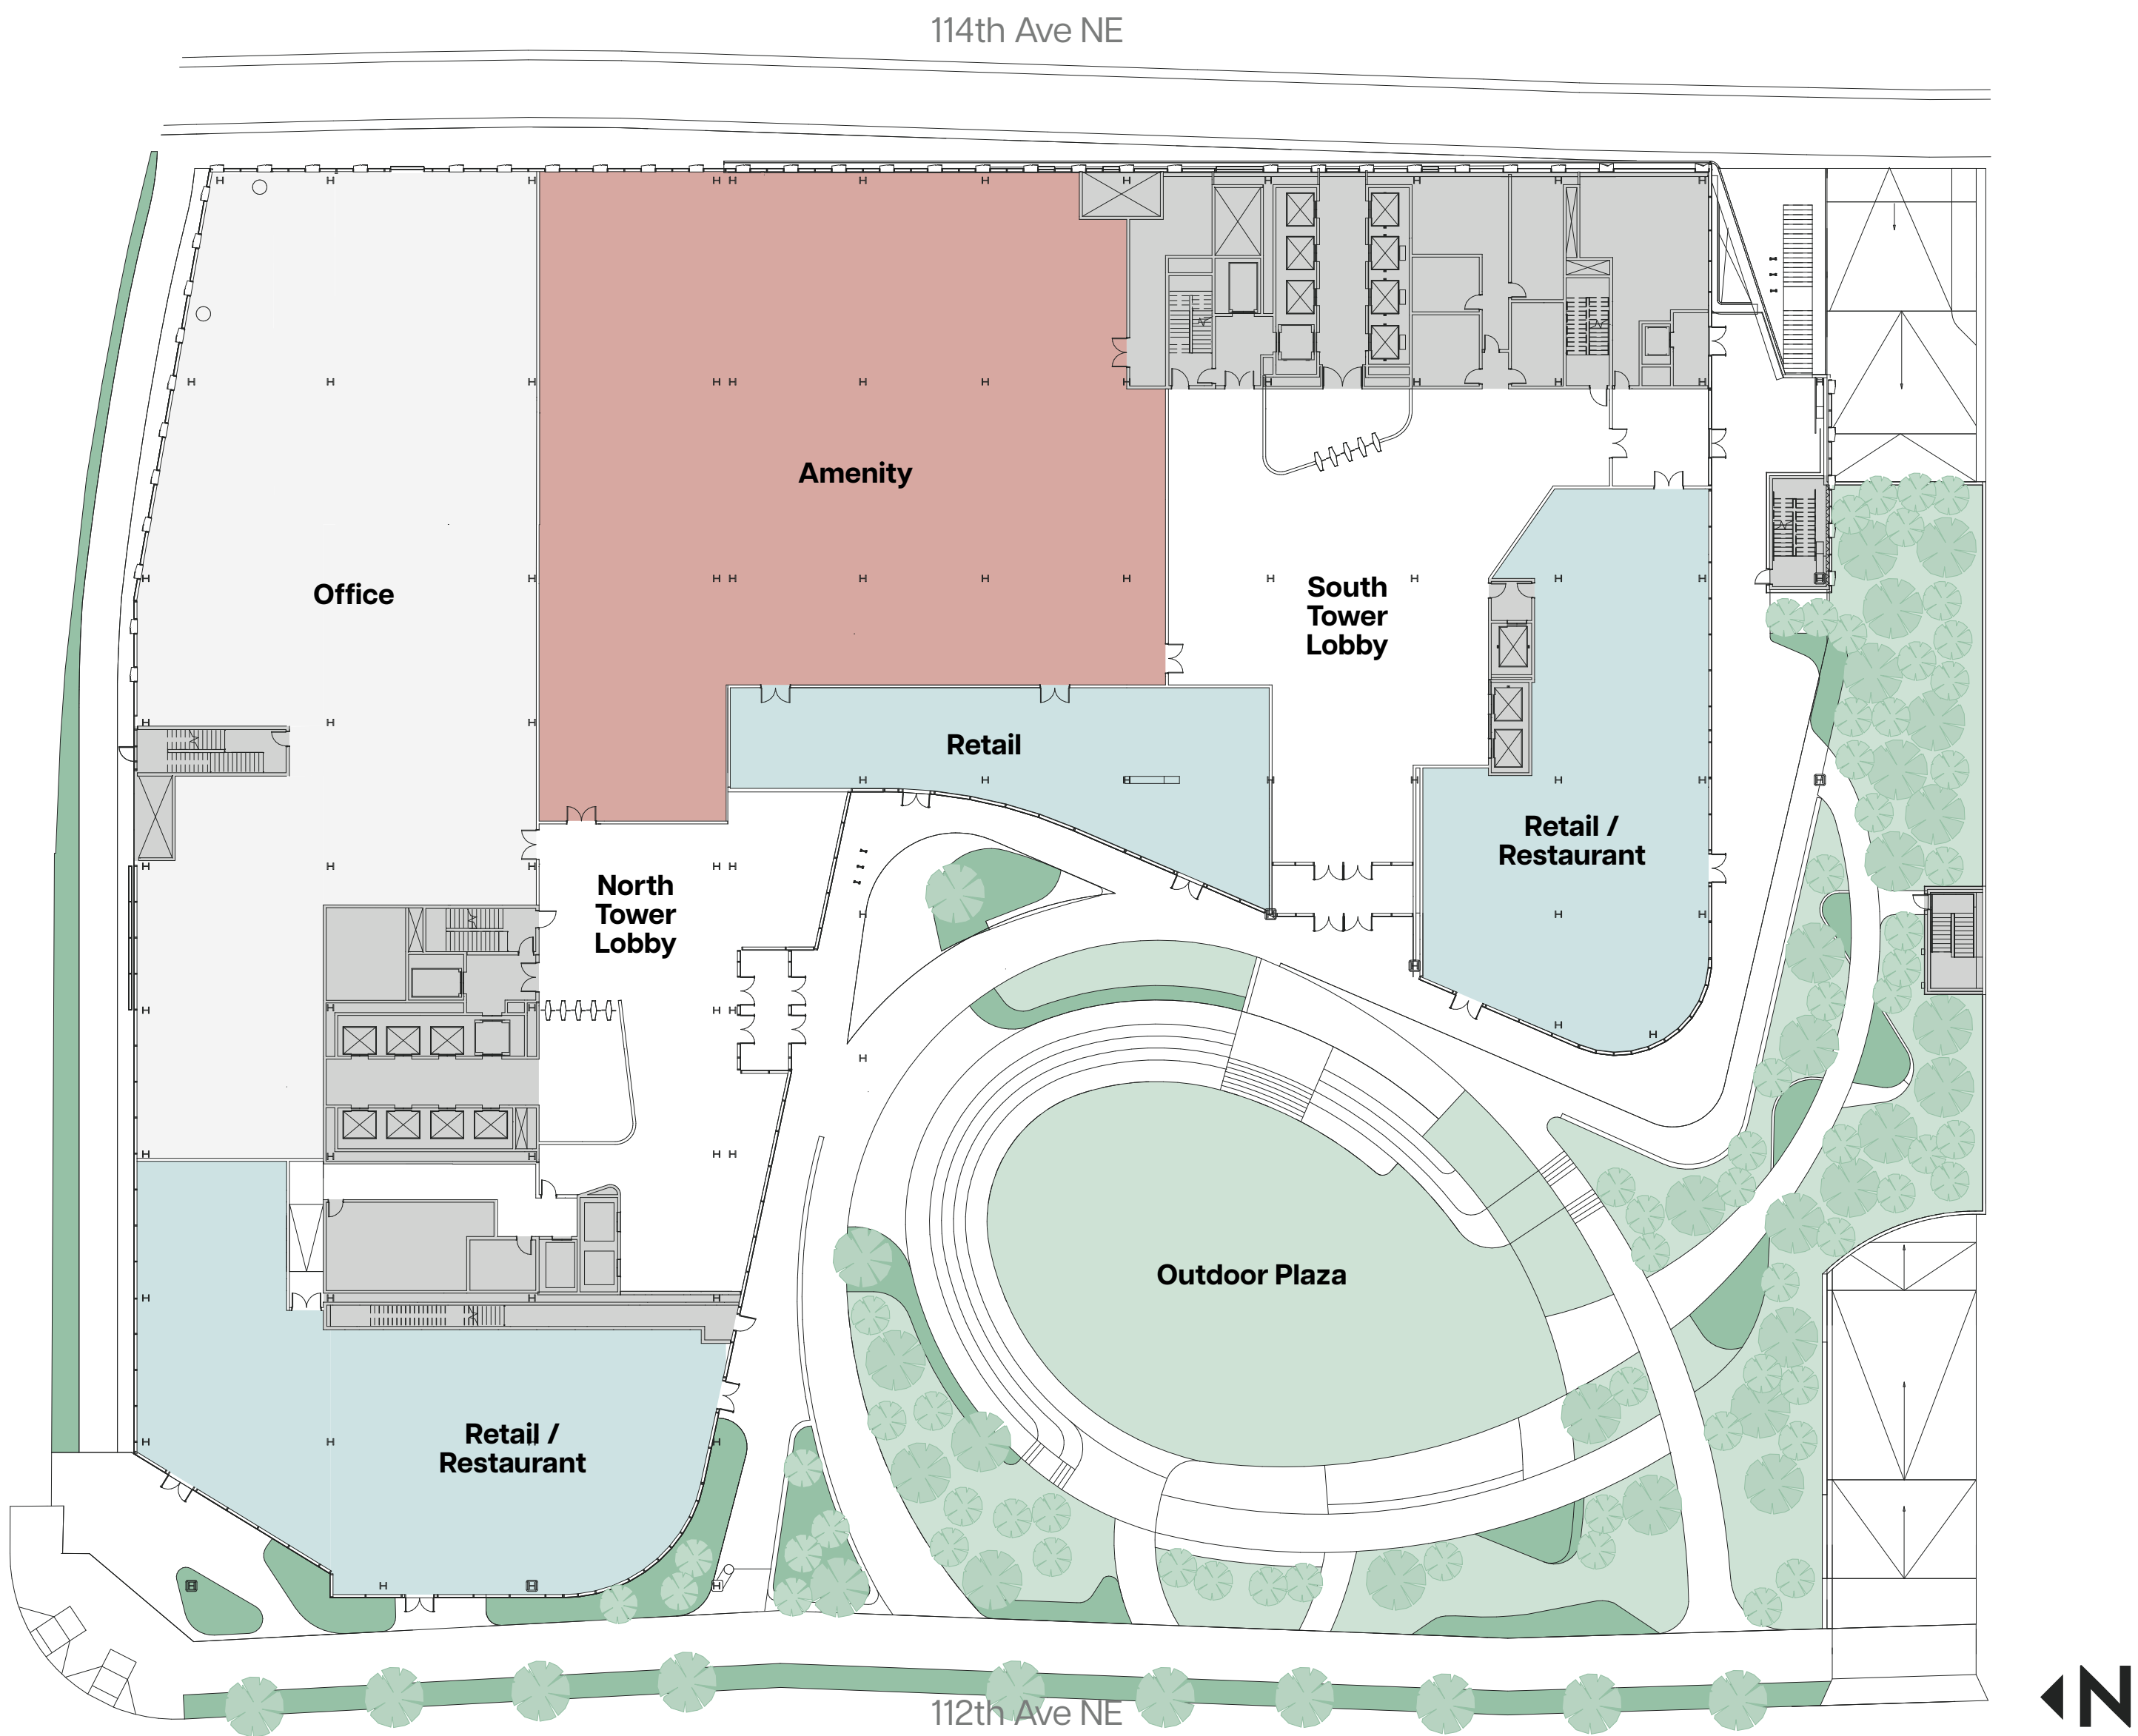 114th Ave NE
Amenity
Office
South
Tower
Lobby
Retail
Retail /
Restaurant
North
Tower
Lobby
Outdoor Plaza
Retail /
Restaurant
112th Ave NE
N